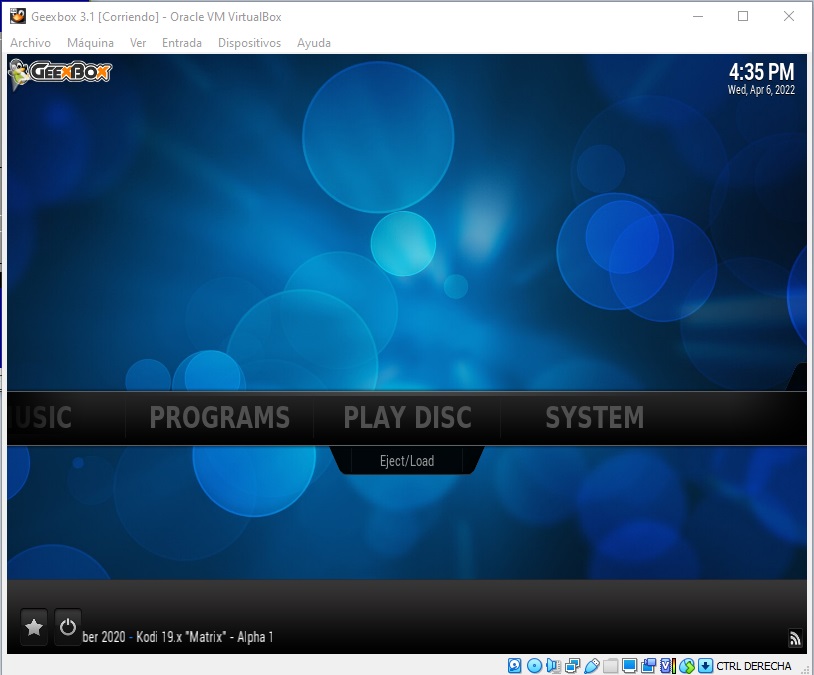 Geexbox 3.1 [Corriendo] - Oracle VM VirtualBox
Archivo Máquina Ver Entrada Dispositivos Ayuda
GEEXBOX
4:35 PM
Wed, Apr 6, 2022
USIC PROGRAMS PLAY DISC SYSTEM
Eject/Load
ber 2020 - Kodi 19.x "Matrix" - Alpha 1
CTRL DERECHA